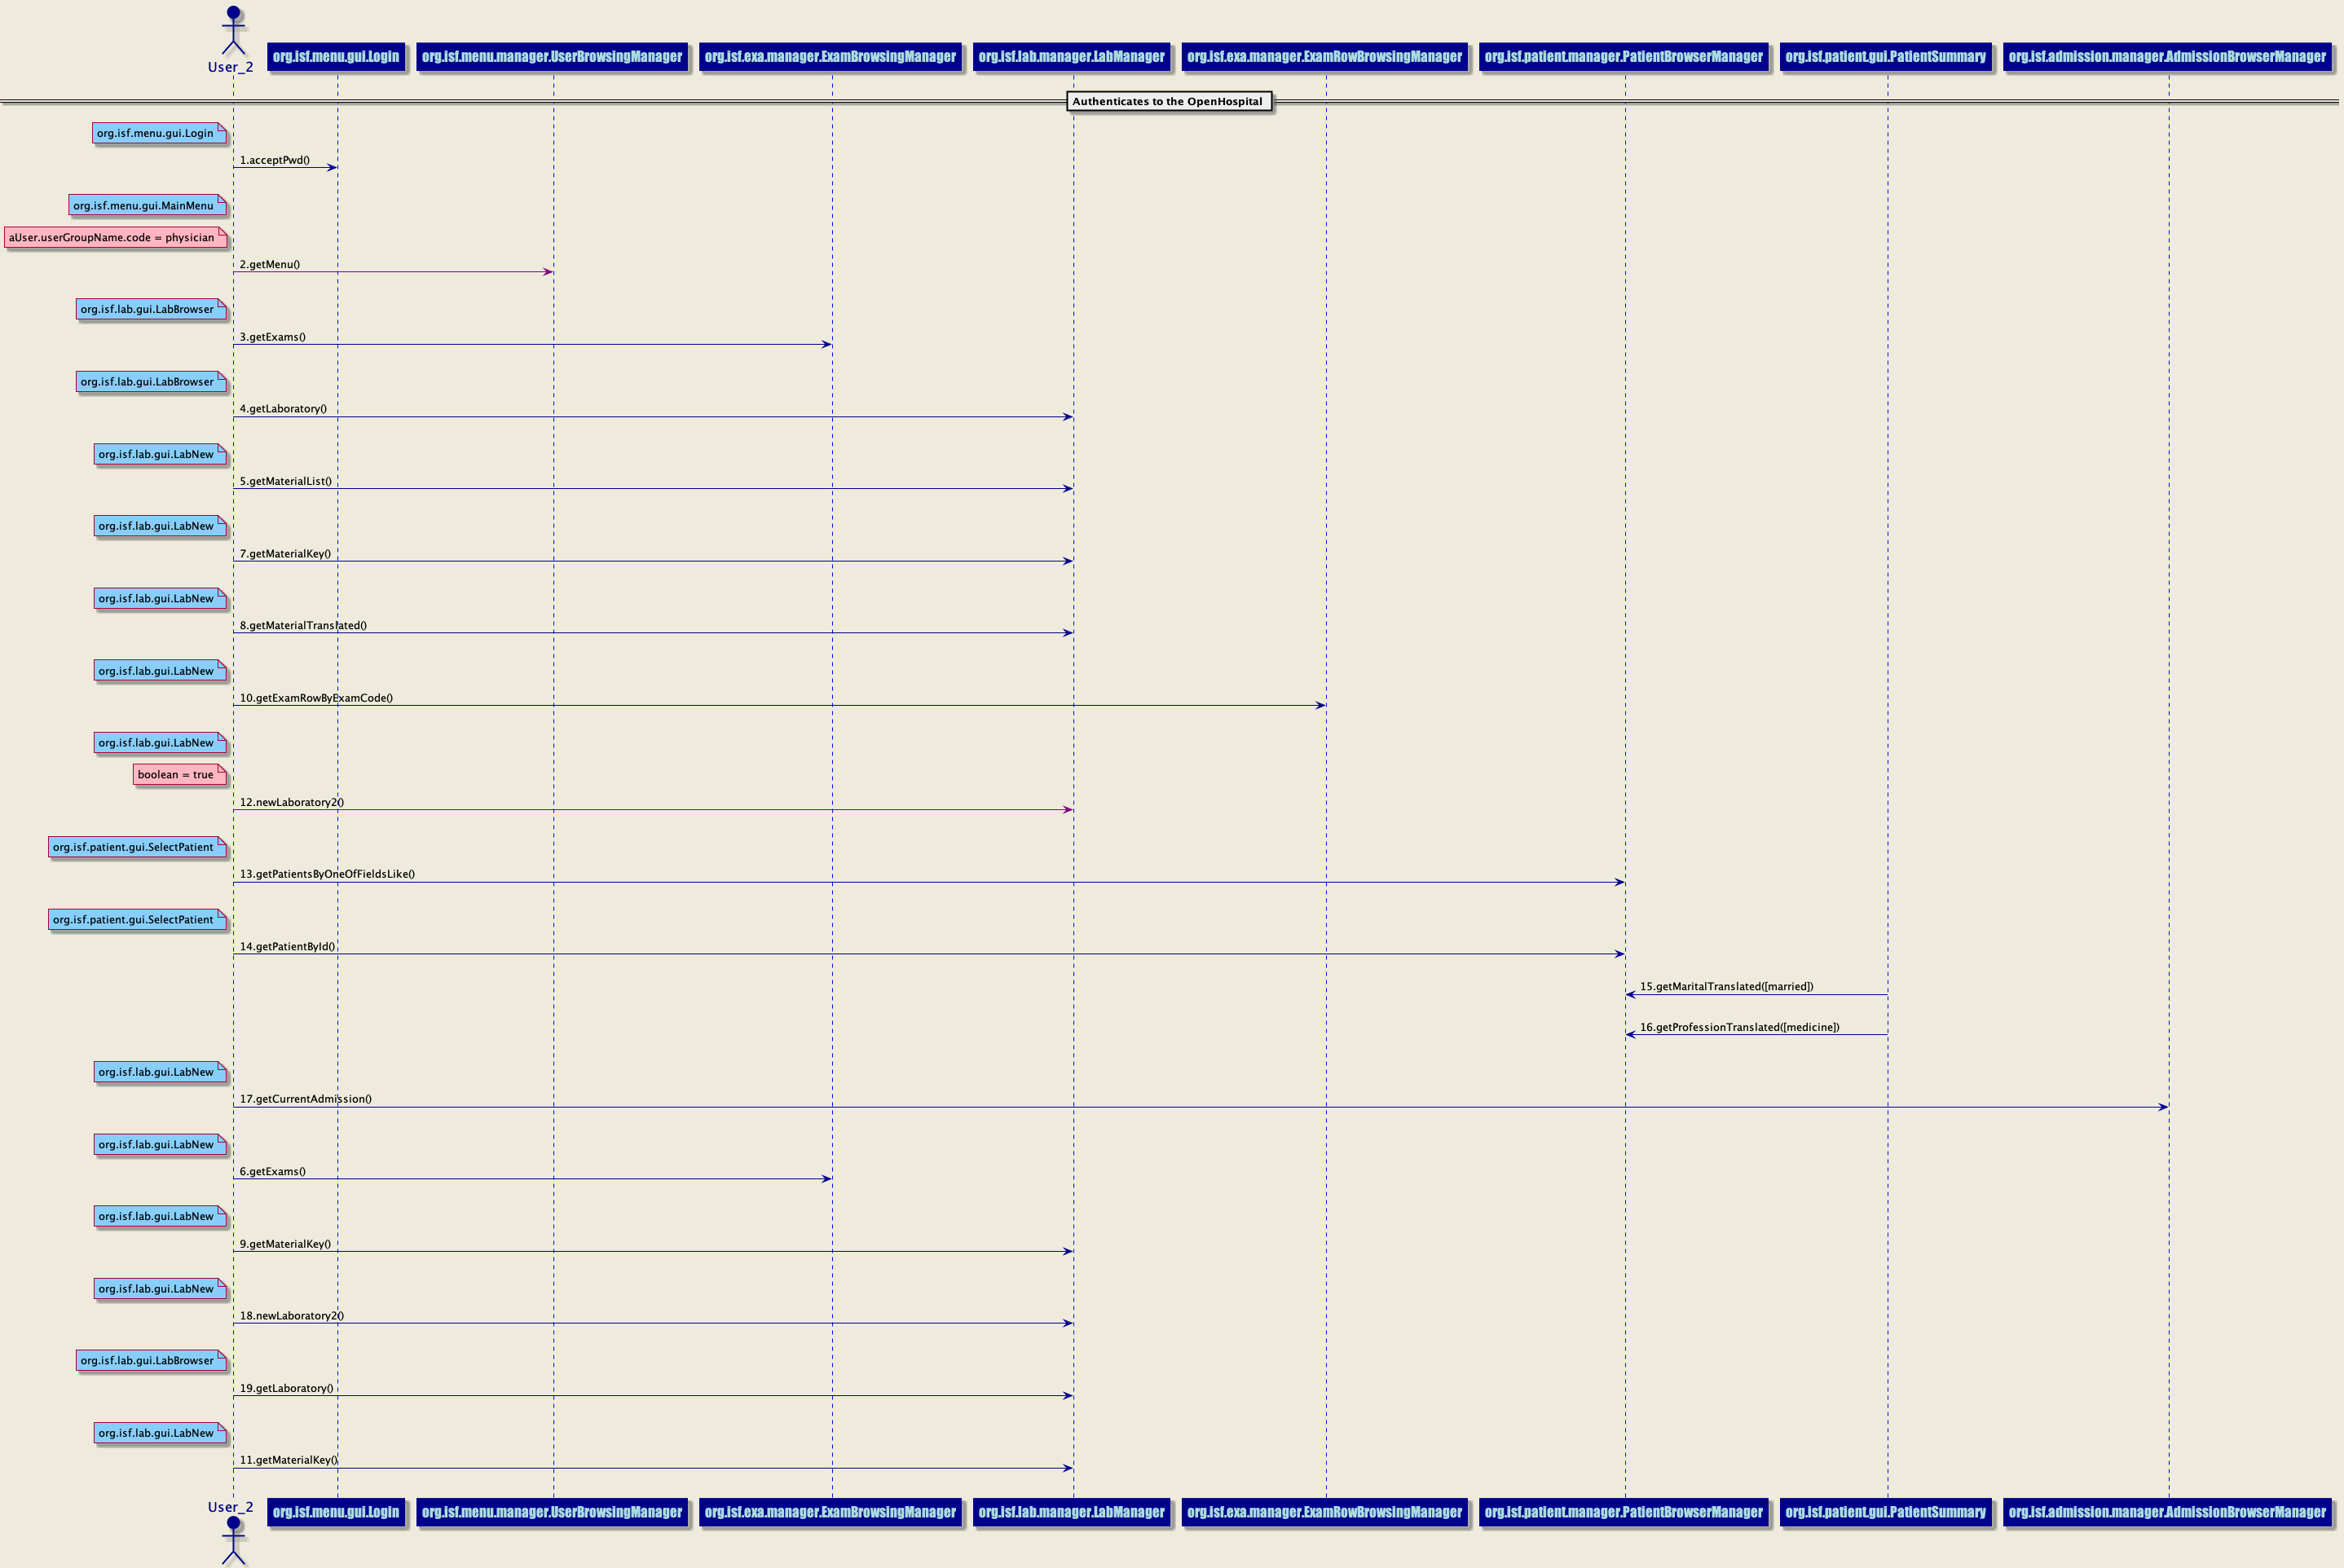 User_2
org.isf.menu.gui.Login
org.isf.menu.manager.UserBrowsingManager
org.isf.exa.manager.ExamBrowsingManager
org.isf.lab.manager.LabManager
org.isf.exa.manager.ExamRowBrowsingManager
org.isf.patient.manager.PatientBrowserManager
org.isf.patient.gui.PatientSummary
org.isf.admission.manager.AdmissionBrowserManager
Authenticates to the OpenHospital
org.isf.menu.gui.Login
1.acceptPwd()
org.isf.menu.gui.MainMenu
aUser.userGroupName.code = physician
2.getMenu()
org.isf.lab.gui.LabBrowser
3.getExams()
org.isf.lab.gui.LabBrowser
4.getLaboratory()
org.isf.lab.gui.LabNew
5.getMaterialList()
org.isf.lab.gui.LabNew
7.getMaterialKey()
org.isf.lab.gui.LabNew
8.getMaterialTranslated()
org.isf.lab.gui.LabNew
10.getExamRowByExamCode()
org.isf.lab.gui.LabNew
boolean = true
12.newLaboratory2()
org.isf.patient.gui.SelectPatient
13.getPatientsByOneOfFieldsLike()
org.isf.patient.gui.SelectPatient
14.getPatientById()
15.getMaritalTranslated([married])
16.getProfessionTranslated([medicine])
org.isf.lab.gui.LabNew
17.getCurrentAdmission()
org.isf.lab.gui.LabNew
6.getExams()
org.isf.lab.gui.LabNew
9.getMaterialKey()
org.isf.lab.gui.LabNew
18.newLaboratory2()
org.isf.lab.gui.LabBrowser
19.getLaboratory()
org.isf.lab.gui.LabNew
11.getMaterialKey()
User_2
org.isf.menu.gui.Login
org.isf.menu.manager.UserBrowsingManager
org.isf.exa.manager.ExamBrowsingManager
org.isf.lab.manager.LabManager
org.isf.exa.manager.ExamRowBrowsingManager
org.isf.patient.manager.PatientBrowserManager
org.isf.patient.gui.PatientSummary
org.isf.admission.manager.AdmissionBrowserManager